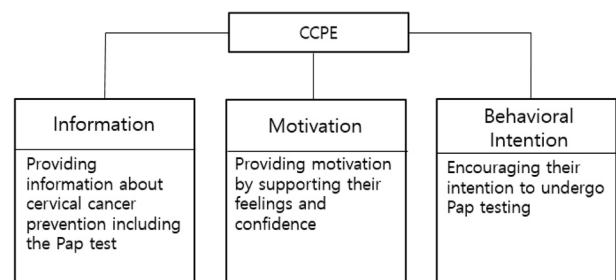 CCPE
Information
Providing
information about
cervical cancer
prevention including
the Pap test
Motivation
Providing motivation
by supporting their
feelings and
confidence
Behavioral
Intention
Encouraging their
intention to undergo
Pap testing